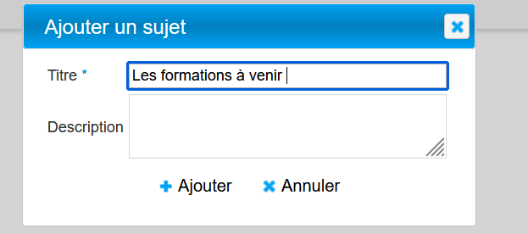 Ajouter un sujet
Titre * Les formations à venir
Description
Ajouter Annuler